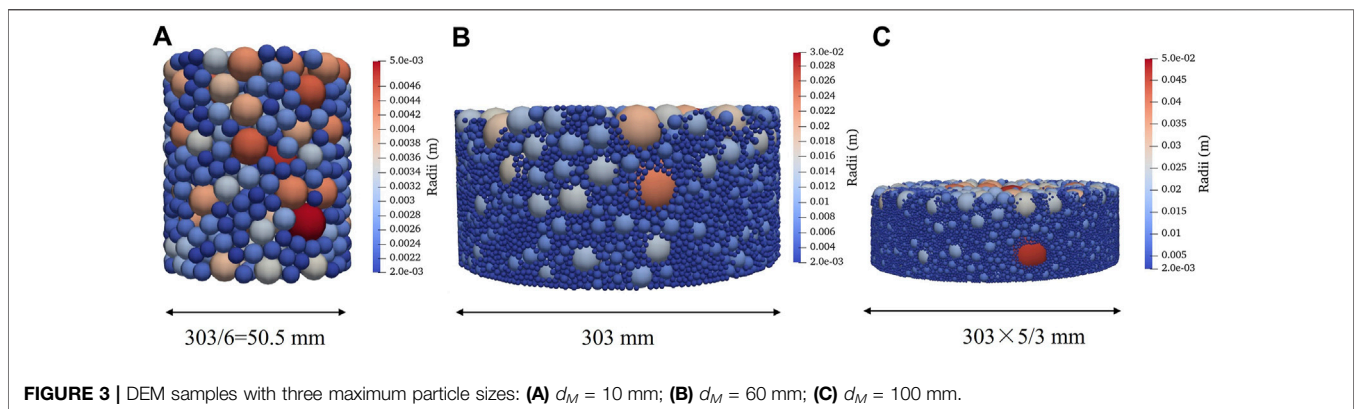 A
5.0e-03
0.0046
0.0044
0.0042
0.004
0.0038
0.0036
0.0034
0.0032
0.003
0.0028
0.0026
0.0024
0.0022
2.0e-03
Radii (m)
303/6=50.5 mm
B
3.0e-02
0.028
0.026
0.024
0.022
0.02
0.018
0.016
0.014
0.012
0.01
0.008
0.006
0.004
2.0e-03
Radii (m)
303 mm
C
5.0e-02
0.045
0.04
0.035
0.03
0.025
0.02
0.015
0.01
0.005
2.0e-03
Radii (m)
303×5/3 mm
FIGURE 3 | DEM samples with three maximum particle sizes: (A) dM = 10 mm; (B) dM = 60 mm; (C) dM = 100 mm.